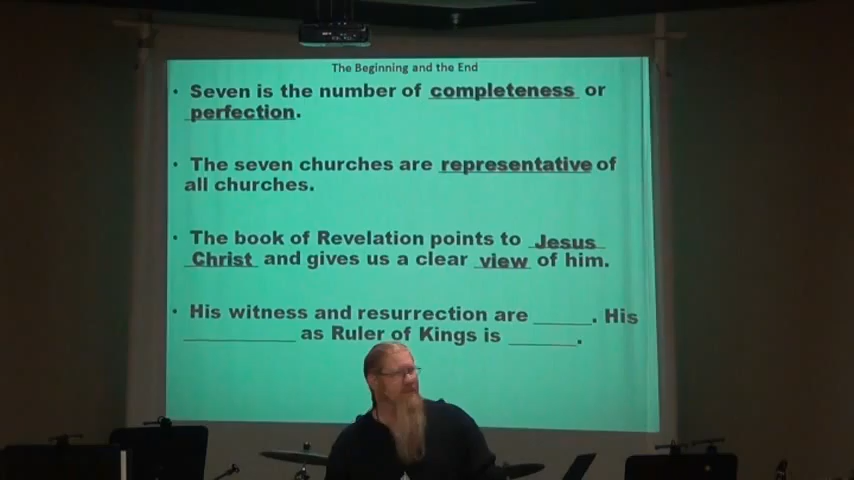 The Beginning and the End
• Seven is the number of completeness or
perfection.
• The seven churches are representative of
all churches.
• The book of Revelation points to Jesus
Christ and gives us a clear view of him.
• His witness and resurrection are _____. His
_________ as Ruler of Kings is ______.